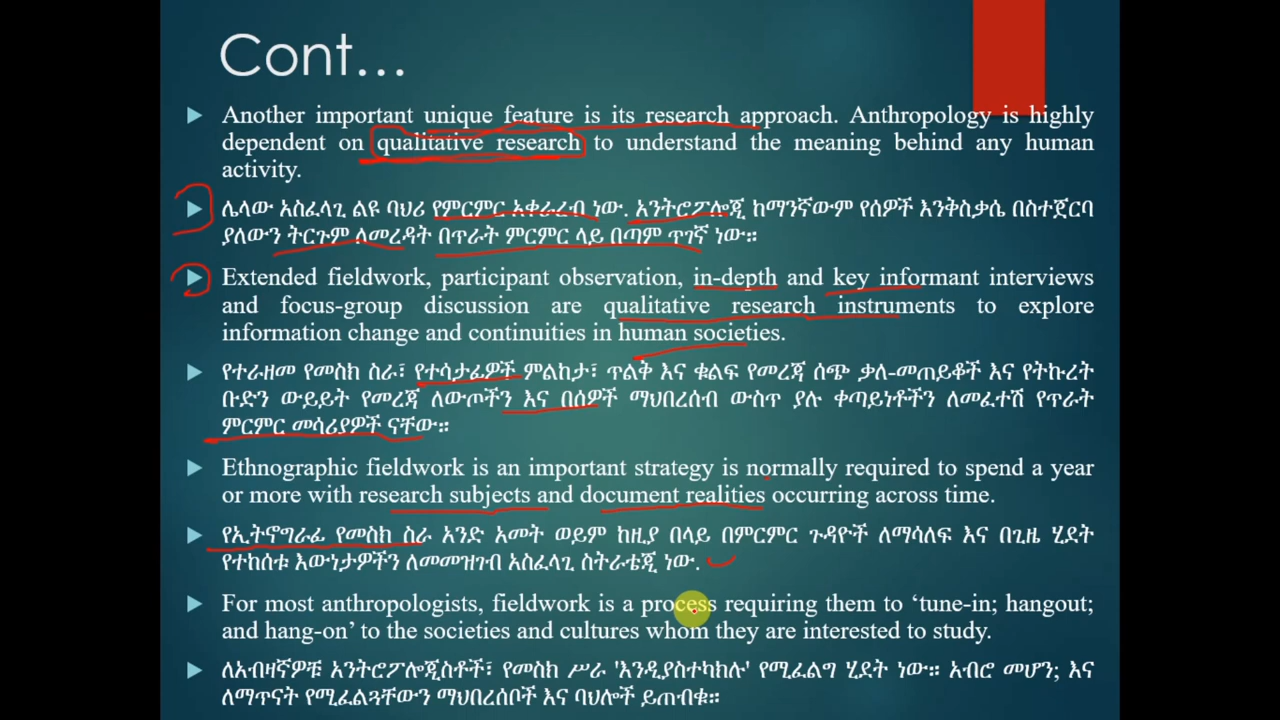 Cont…
Another important unique feature is its research approach. Anthropology is highly
dependent on qualitative research to understand the meaning behind any human
activity.
ሌላው አስፈላጊ ልዩ ባህሪ የምርምር አቀራረብ ነው. አንትሮፖሎጂ ከማንኛውም የሰዎች እንቅስቃሴ በስተጀርባ
ያለውን ትርጉም ለመረዳት በጥራት ምርምር ላይ በጣም ጥገኛ ነው።
Extended fieldwork, participant observation, in-depth and key informant interviews
and focus-group discussion are qualitative research instruments to explore
information change and continuities in human societies.
የተራዘመ የመስክ ስራ፣ የተሳታፊዎች ምልከታ፣ ጥልቅ እና ቁልፍ የመረጃ ሰጭ ቃለ-መጠይቆች እና የትኩረት
ቡድን ውይይት የመረጃ ለውጦችን እና በሰዎች ማህበረሰብ ውስጥ ያሉ ቀጣይነቶችን ለመፈተሽ የጥራት
ምርምር መሳሪያዎች ናቸው።
Ethnographic fieldwork is an important strategy is normally required to spend a year
or more with research subjects and document realities occurring across time.
የኢትኖግራፊ የመስክ ስራ አንድ አመት ወይም ከዚያ በላይ በምርምር ጉዳዮች ለማሳለፍ እና በጊዜ ሂደት
የተከሰቱ እውነታዎችን ለመመዝገብ አስፈላጊ ስትራቴጂ ነው.
For most anthropologists, fieldwork is a process requiring them to ‘tune-in; hangout;
and hang-on’ to the societies and cultures whom they are interested to study.
ለአብዛኛዎቹ አንትሮፖሎጂስቶች፣ የመስክ ሥራ 'እንዲያስተካክሉ' የሚፈልግ ሂደት ነው። አብሮ መሆን; እና
ለማጥናት የሚፈልጓቸውን ማህበረሰቦች እና ባህሎች ይጠብቁ።